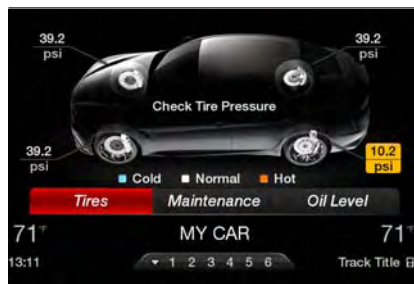 39.2
psi
39.2
psi
Check Tire Pressure
39.2
psi
10.2
psi
Cold Normal Hot
Tires Maintenance Oil Level
71°F MY CAR 71°F
13:11 1 2 3 4 5 6 Track Title